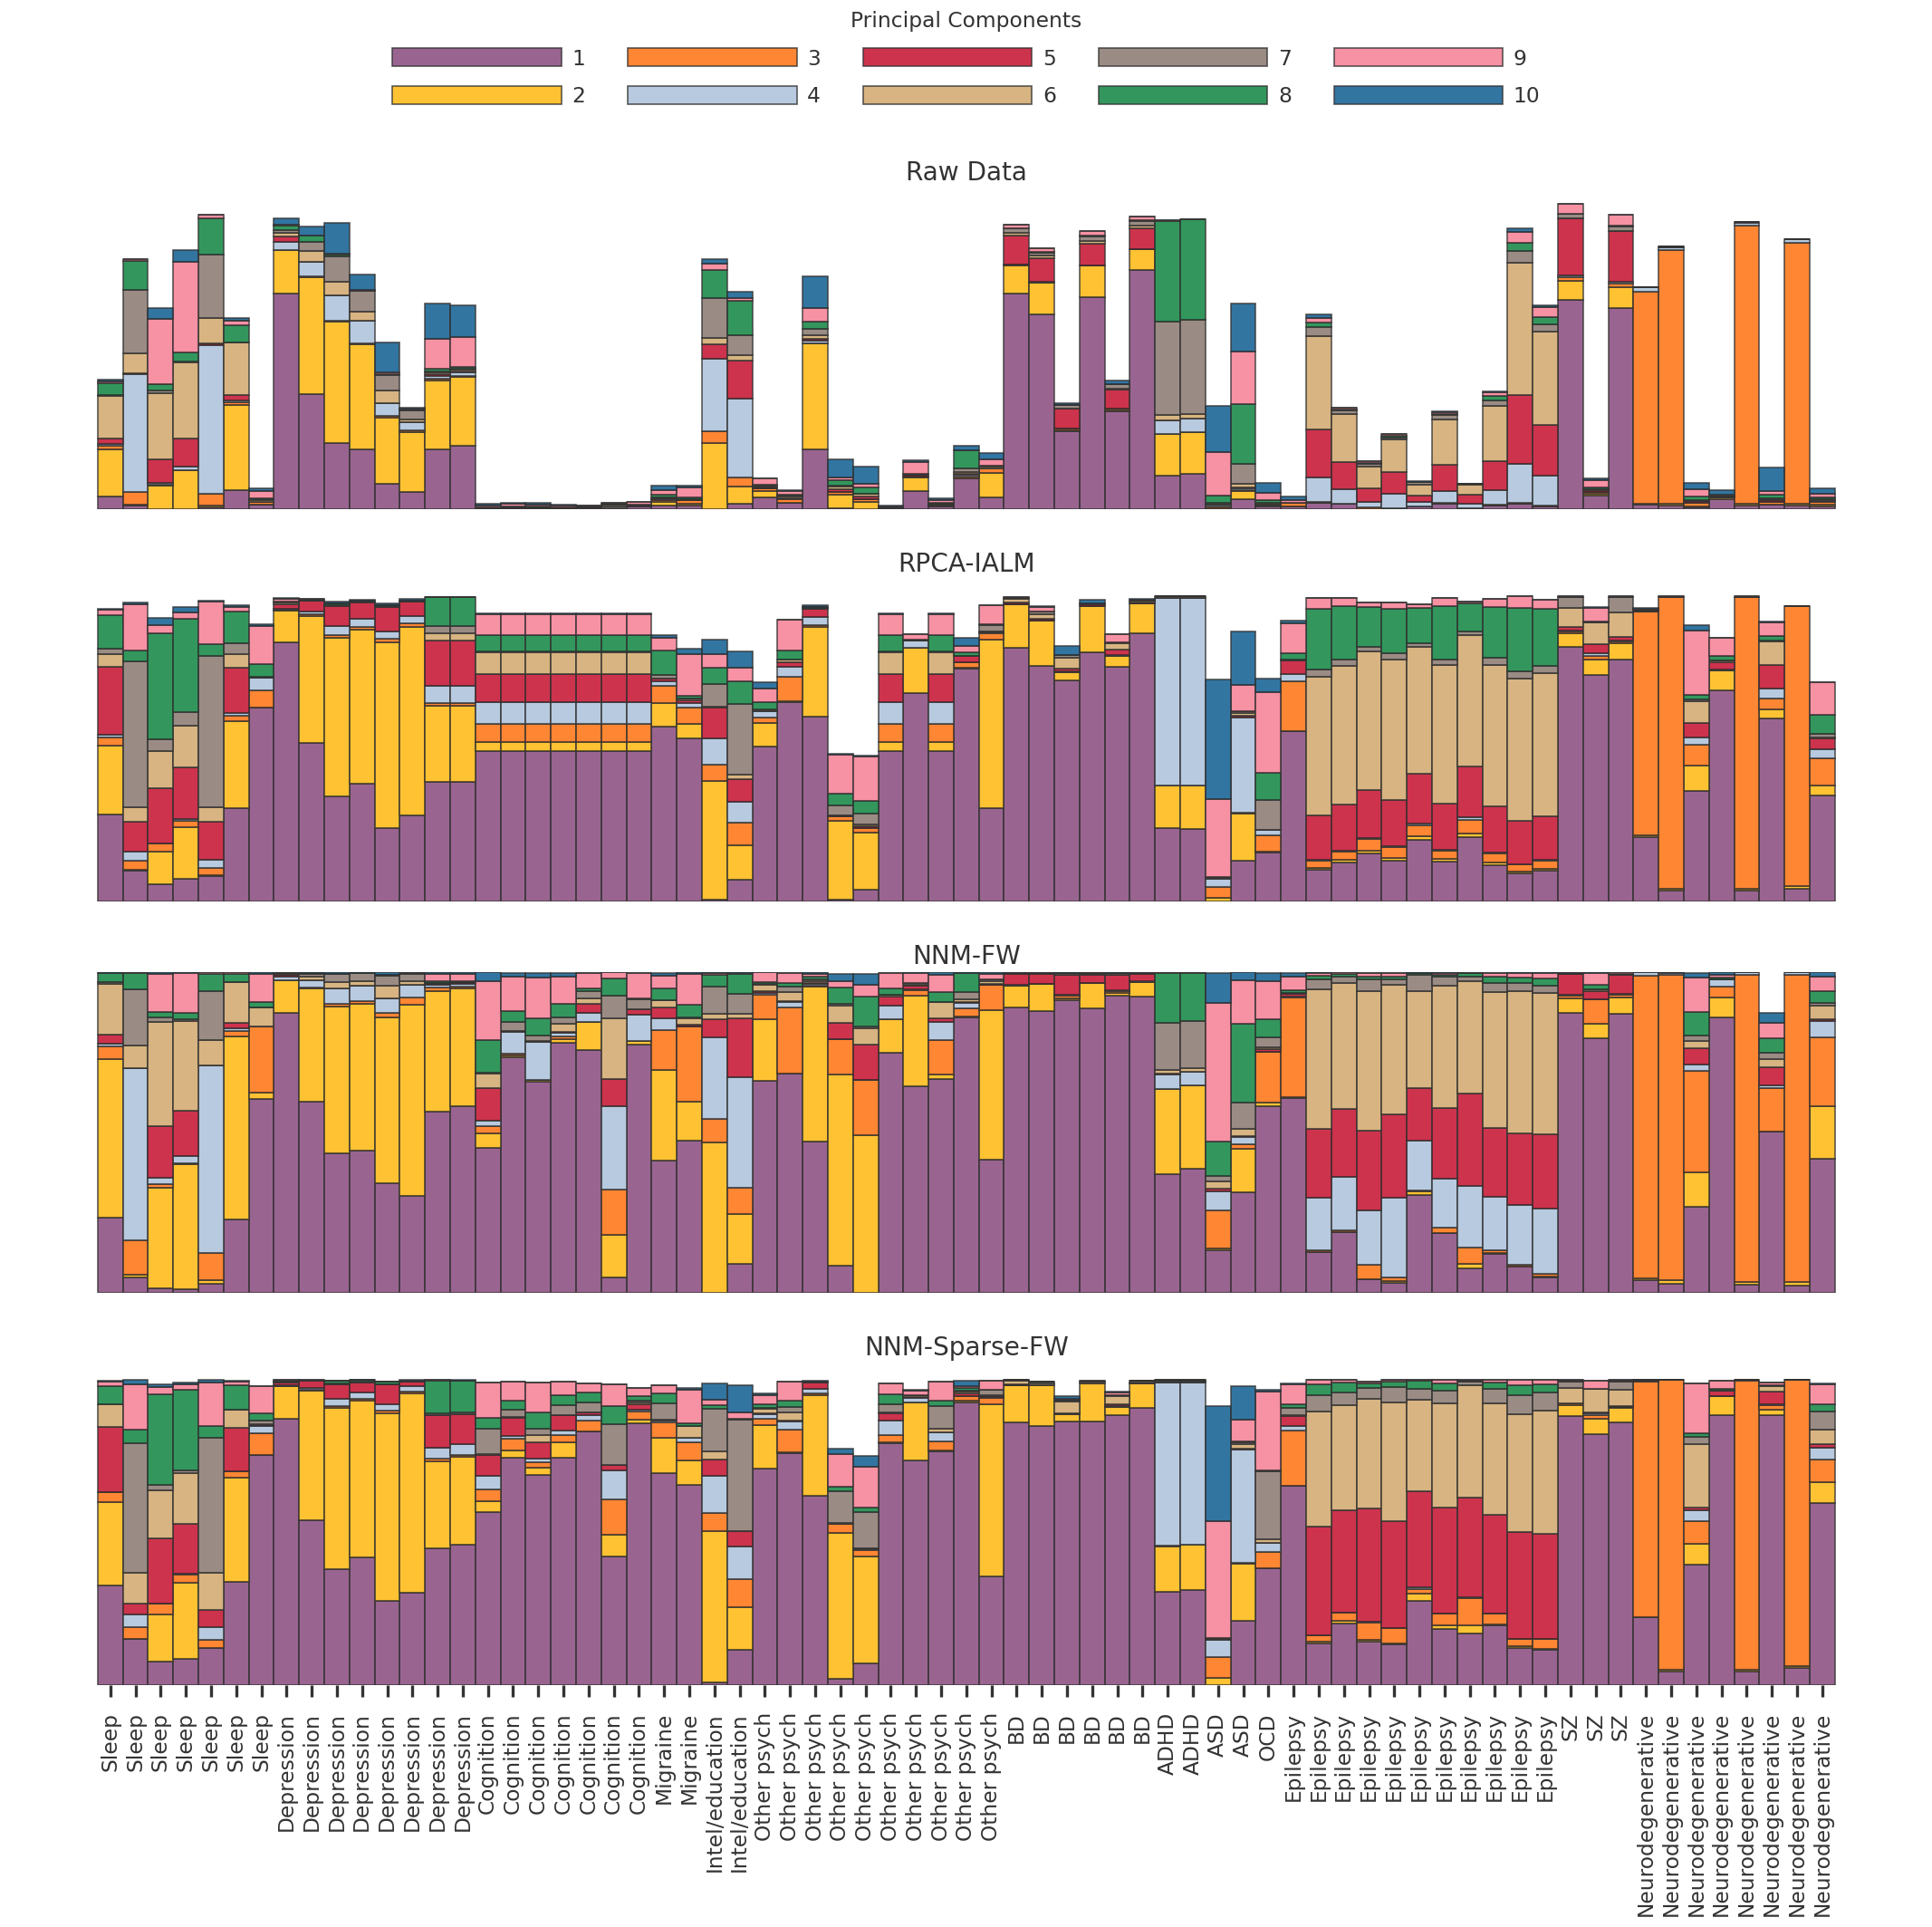 Principal Components
1 3 5 7 9
2 4 6 8 10
Raw Data
RPCA-IALM
NNM-FW
NNM-Sparse-FW
Sleep
Sleep
Sleep
Sleep
Sleep
Sleep
Sleep
Depression
Depression
Depression
Depression
Depression
Depression
Depression
Depression
Cognition
Cognition
Cognition
Cognition
Cognition
Cognition
Cognition
Migraine
Migraine
Intel/education
Intel/education
Other psych
Other psych
Other psych
Other psych
Other psych
Other psych
Other psych
Other psych
Other psych
Other psych
BD
BD
BD
BD
BD
BD
ADHD
ADHD
ASD
ASD
OCD
Epilepsy
Epilepsy
Epilepsy
Epilepsy
Epilepsy
Epilepsy
Epilepsy
Epilepsy
Epilepsy
Epilepsy
Epilepsy
SZ
SZ
SZ
Neurodegenerative
Neurodegenerative
Neurodegenerative
Neurodegenerative
Neurodegenerative
Neurodegenerative
Neurodegenerative
Neurodegenerative